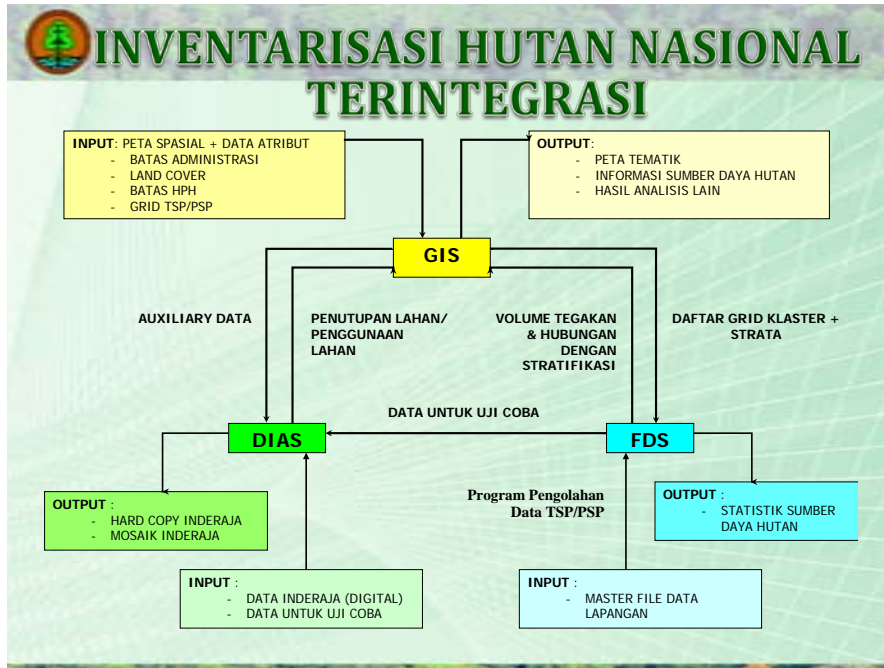 INVENTARISASI HUTAN NASIONAL
TERINTEGRASI
INPUT: PETA SPASIAL + DATA ATRIBUT
- BATAS ADMINISTRASI
- LAND COVER
- BATAS HPH
- GRID TSP/PSP
OUTPUT:
- PETA TEMATIK
- INFORMASI SUMBER DAYA HUTAN
- HASIL ANALISIS LAIN
GIS
AUXILIARY DATA
PENUTUPAN LAHAN/
PENGGUNAAN
LAHAN
VOLUME TEGAKAN
& HUBUNGAN
DENGAN
STRATIFIKASI
DAFTAR GRID KLASTER +
STRATA
DATA UNTUK UJI COBA
DIAS
FDS
OUTPUT :
- HARD COPY INDERAJA
- MOSAIK INDERAJA
Program Pengolahan
Data TSP/PSP
OUTPUT :
- STATISTIK SUMBER
DAYA HUTAN
INPUT :
- DATA INDERAJA (DIGITAL)
- DATA UNTUK UJI COBA
INPUT :
- MASTER FILE DATA
LAPANGAN